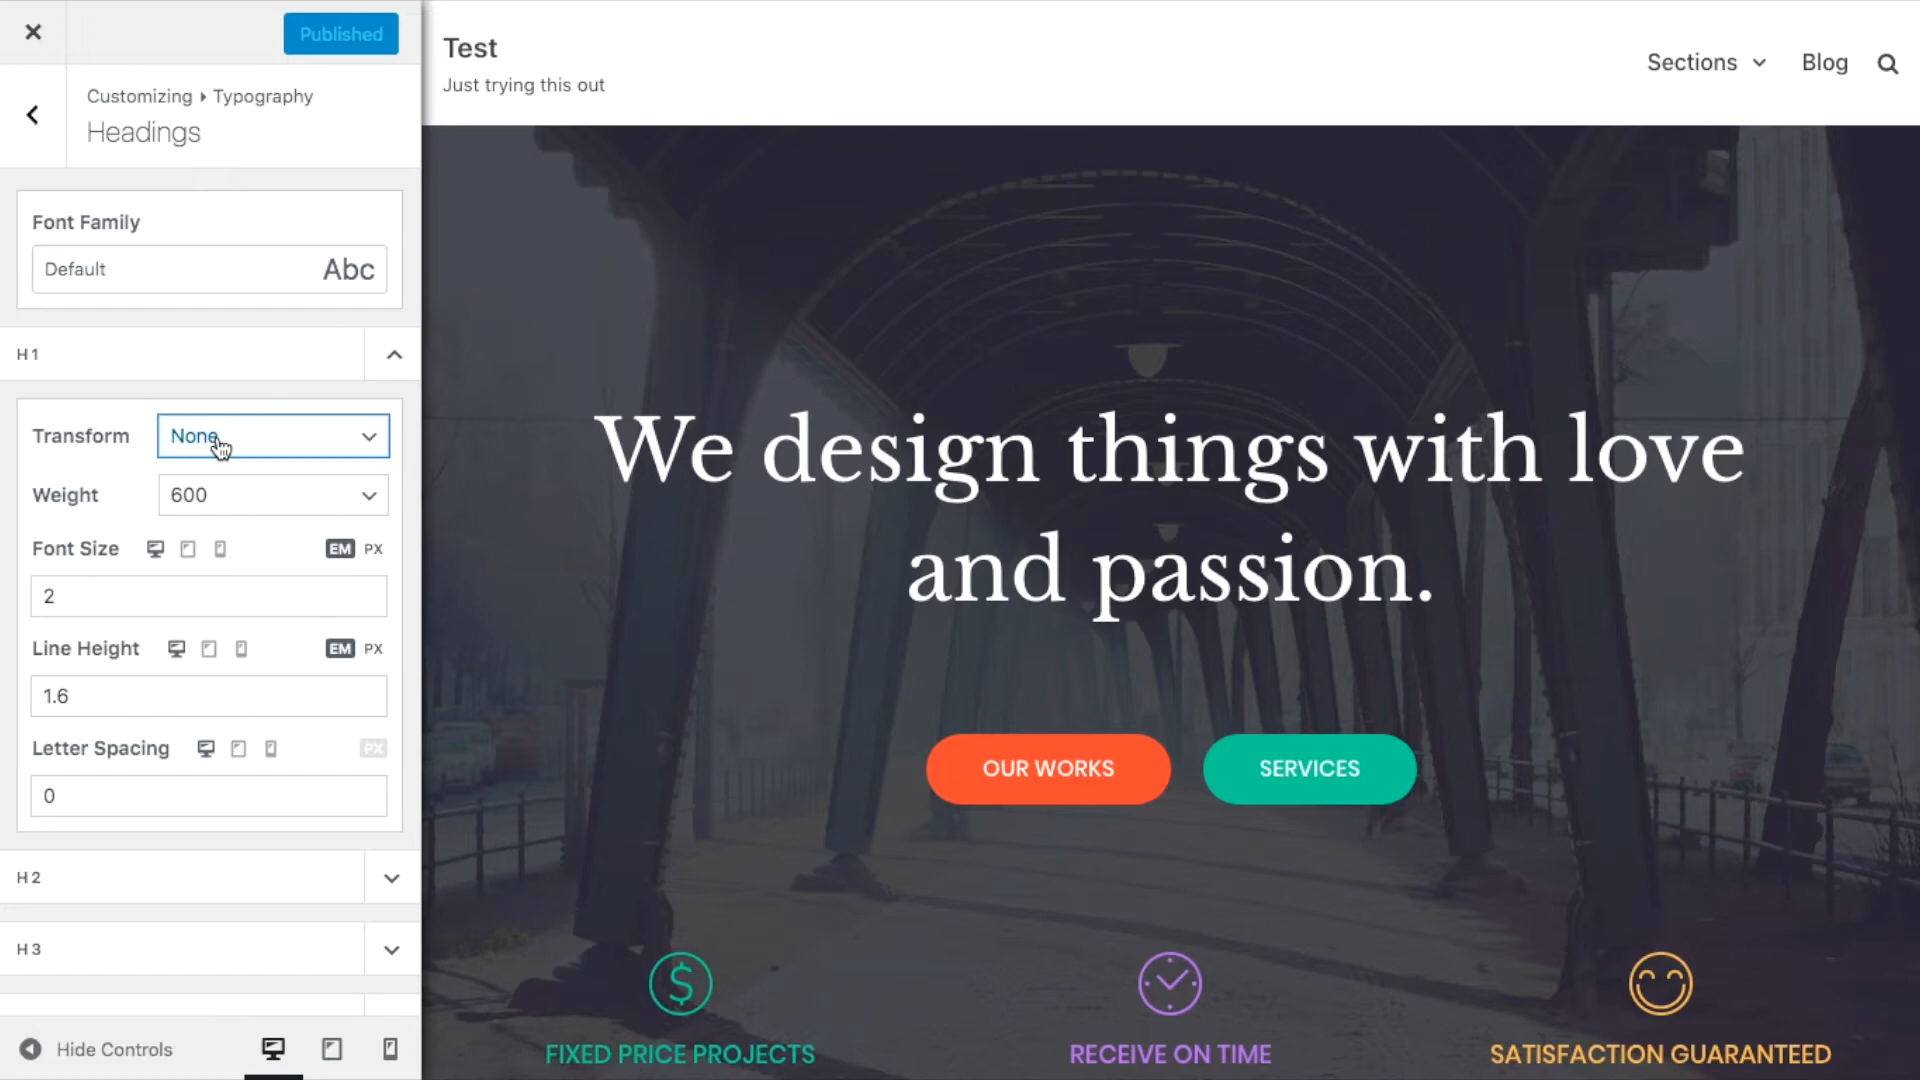 Published
Customizing ▸ Typography
Headings
Font Family
Default Abc
H1
Transform None
Weight 600
Font Size EM PX
2
Line Height EM PX
1.6
Letter Spacing PX
0
H2
H3
Hide Controls
Test
Just trying this out
Sections Blog
We design things with love
and passion.
OUR WORKS SERVICES
FIXED PRICE PROJECTS RECEIVE ON TIME SATISFACTION GUARANTEED